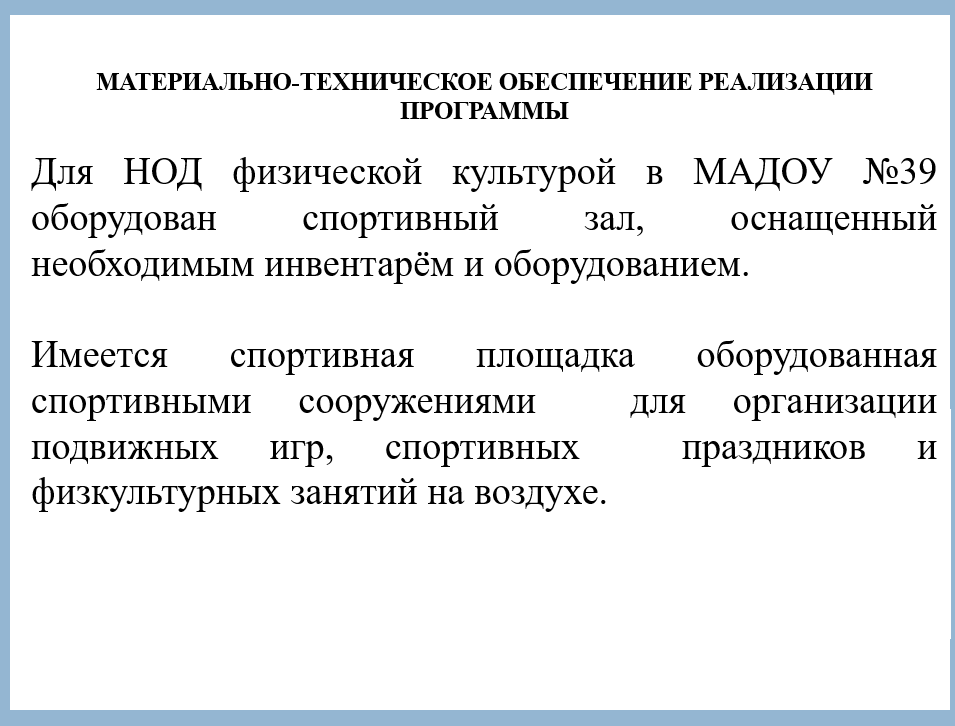 МАТЕРИАЛЬНО-ТЕХНИЧЕСКОЕ ОБЕСПЕЧЕНИЕ РЕАЛИЗАЦИИ
ПРОГРАММЫ
Для НОД физической культурой в МАДОУ №39
оборудован спортивный зал, оснащенный
необходимым инвентарём и оборудованием.
Имеется спортивная площадка оборудованная
спортивными сооружениями для организации
подвижных игр, спортивных праздников и
физкультурных занятий на воздухе.